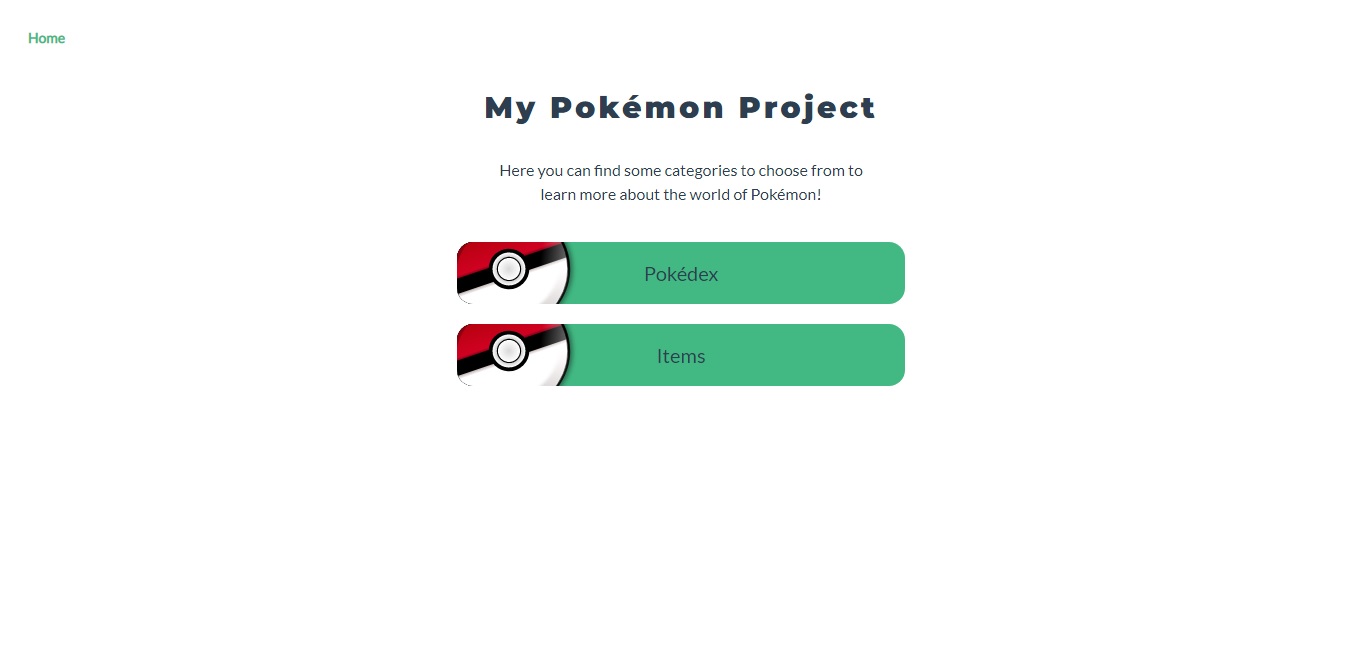 Home
My Pokémon Project
Here you can find some categories to choose from to
learn more about the world of Pokémon!
Pokédex
Items